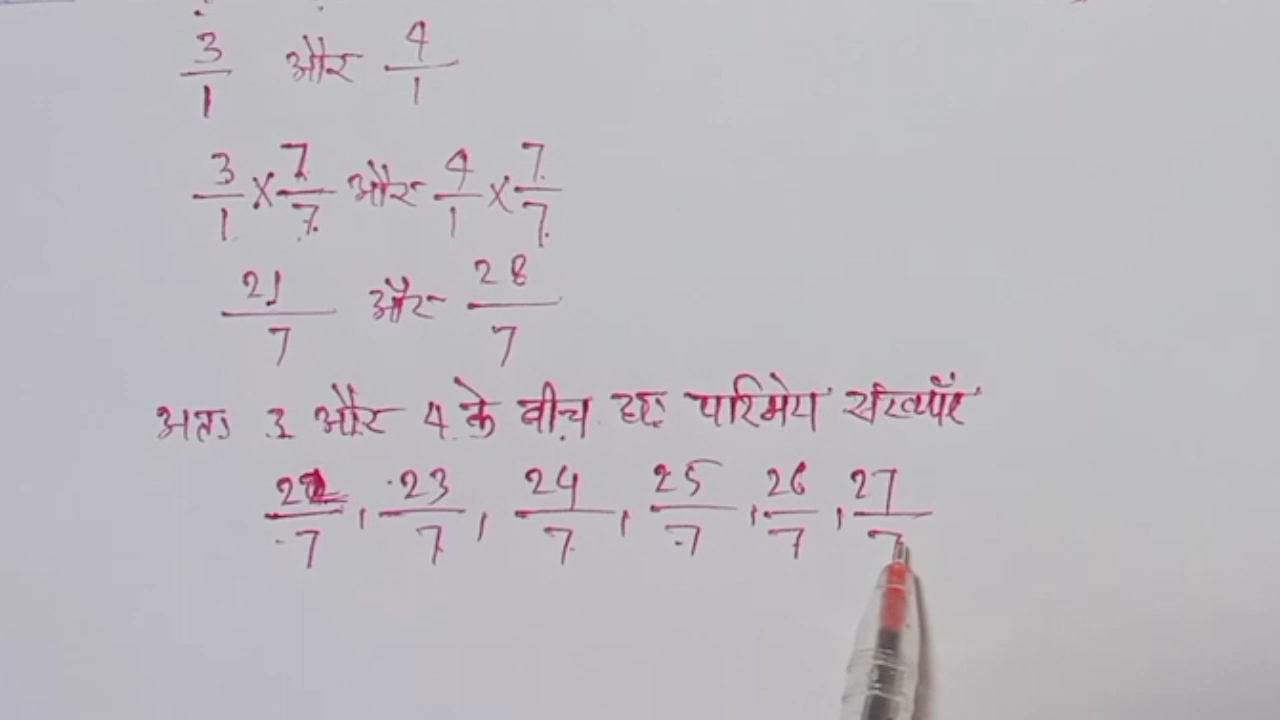 3/1 और 4/1
3/1 × 7/7 और 4/1 × 7/7
21/7 और 28/7
अतः 3 और 4 के बीच छः परिमेय संख्याएँ
22/7, 23/7, 24/7, 25/7, 26/7, 27/7